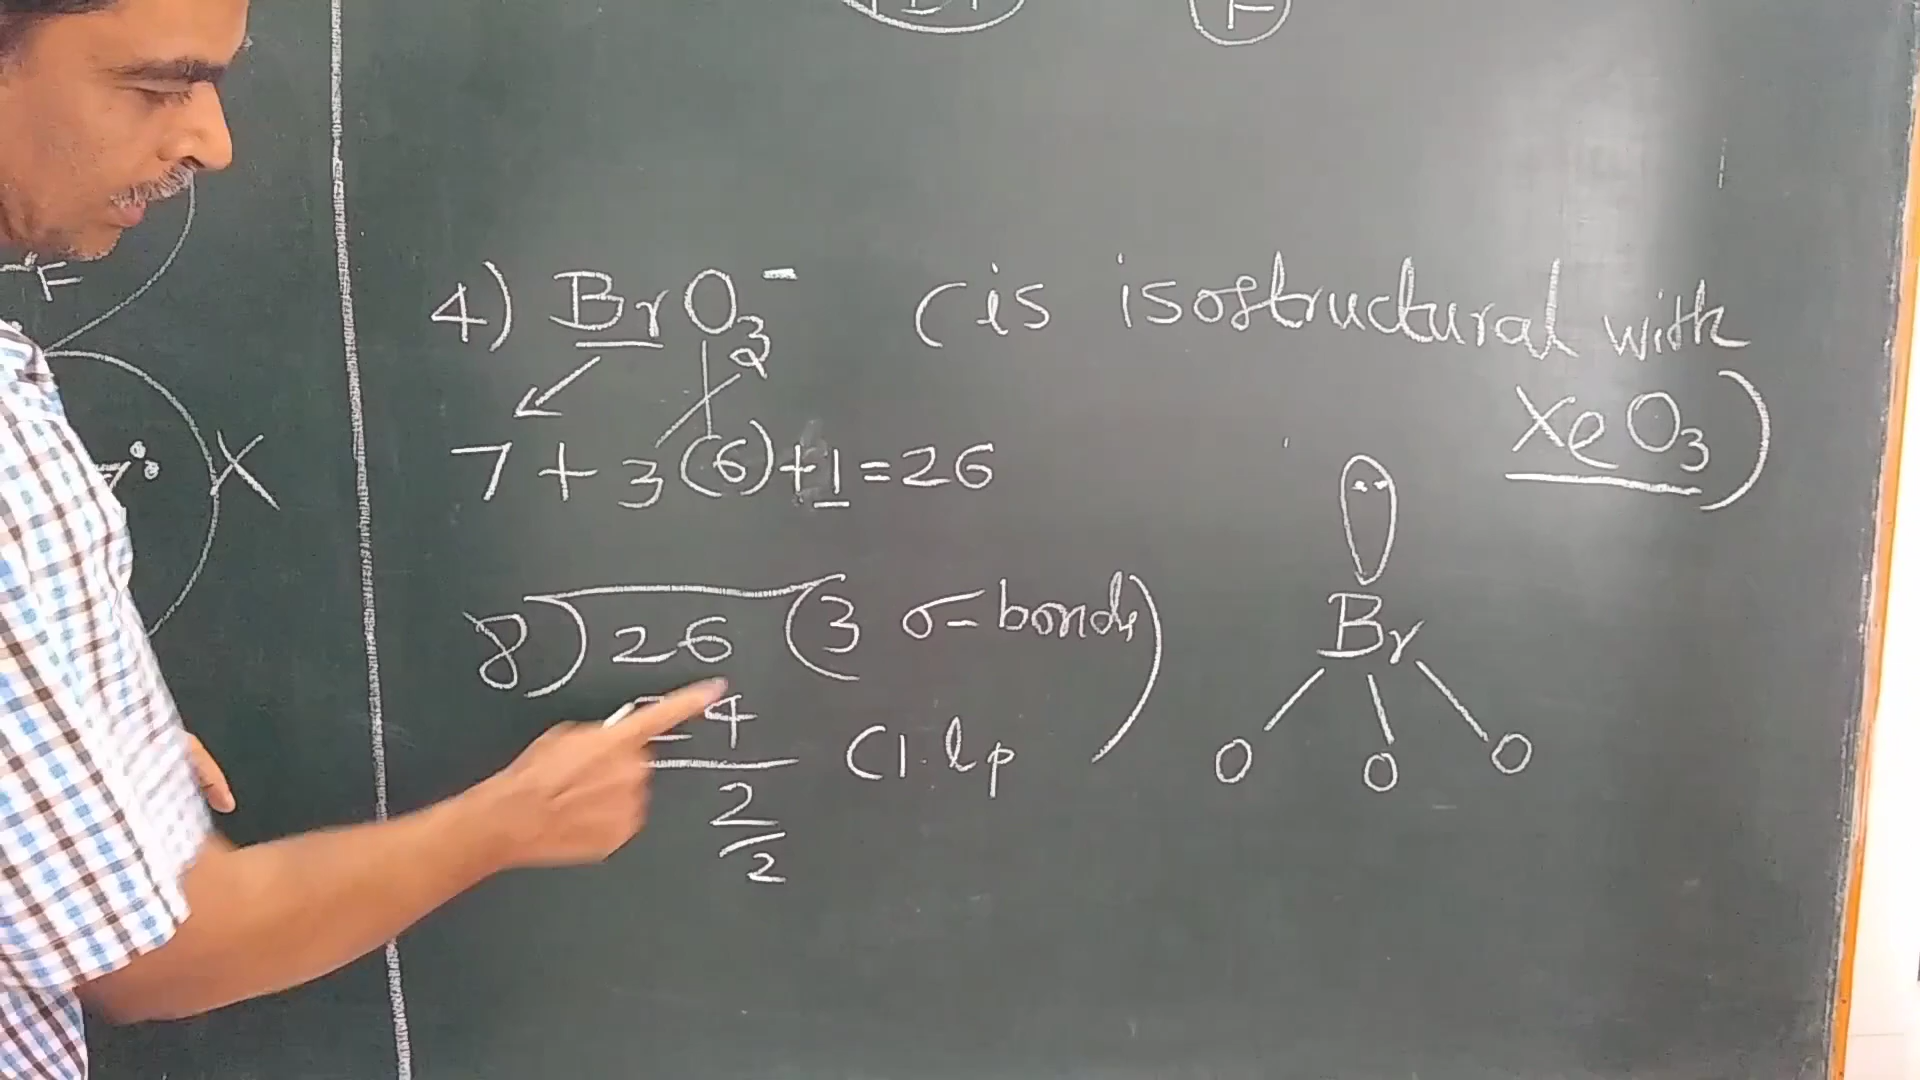 F
4) BrO₃⁻ (is isostructural with
XeO₃)
3
7 + 3(6)+1=26
X
8)26(3 σ-bonds)
24
(1.lp
2
2
Br
O O O
F